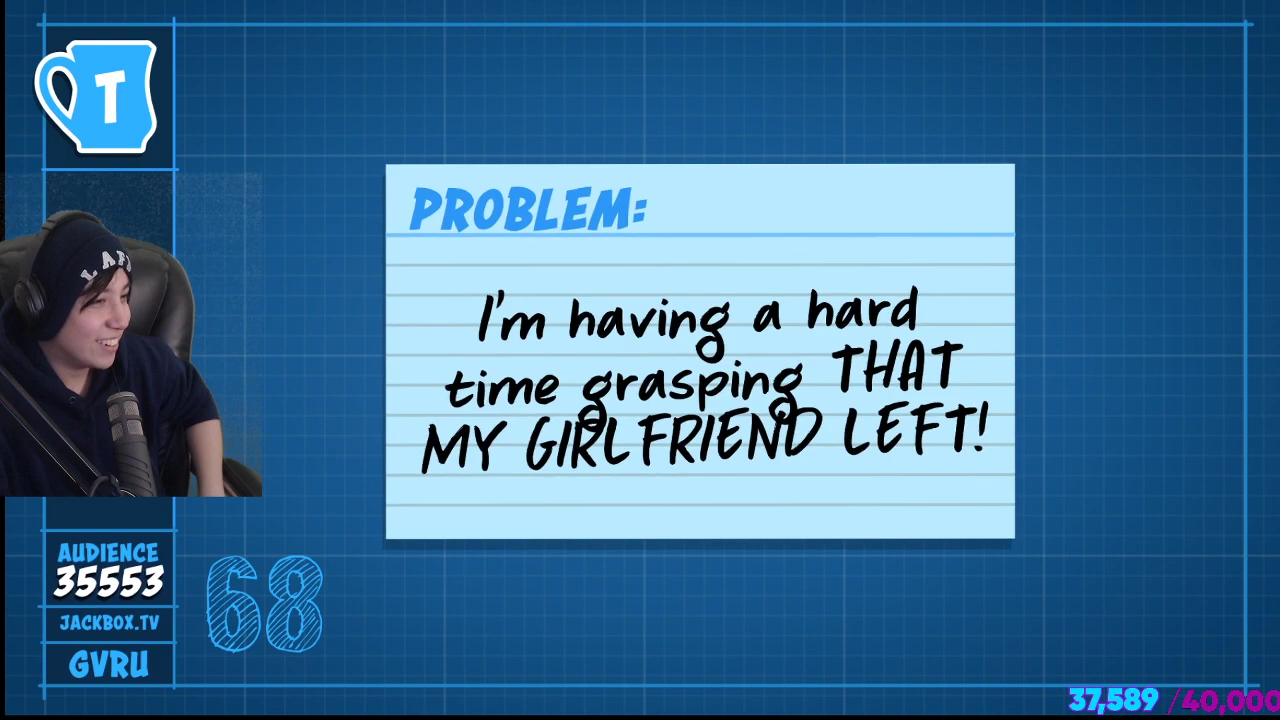 T
PROBLEM:
I'm having a hard
time grasping THAT
MY GIRLFRIEND LEFT!
LAFD
AUDIENCE
35553
JACKBOX.TV
GVRU
68
37,589 /40,000